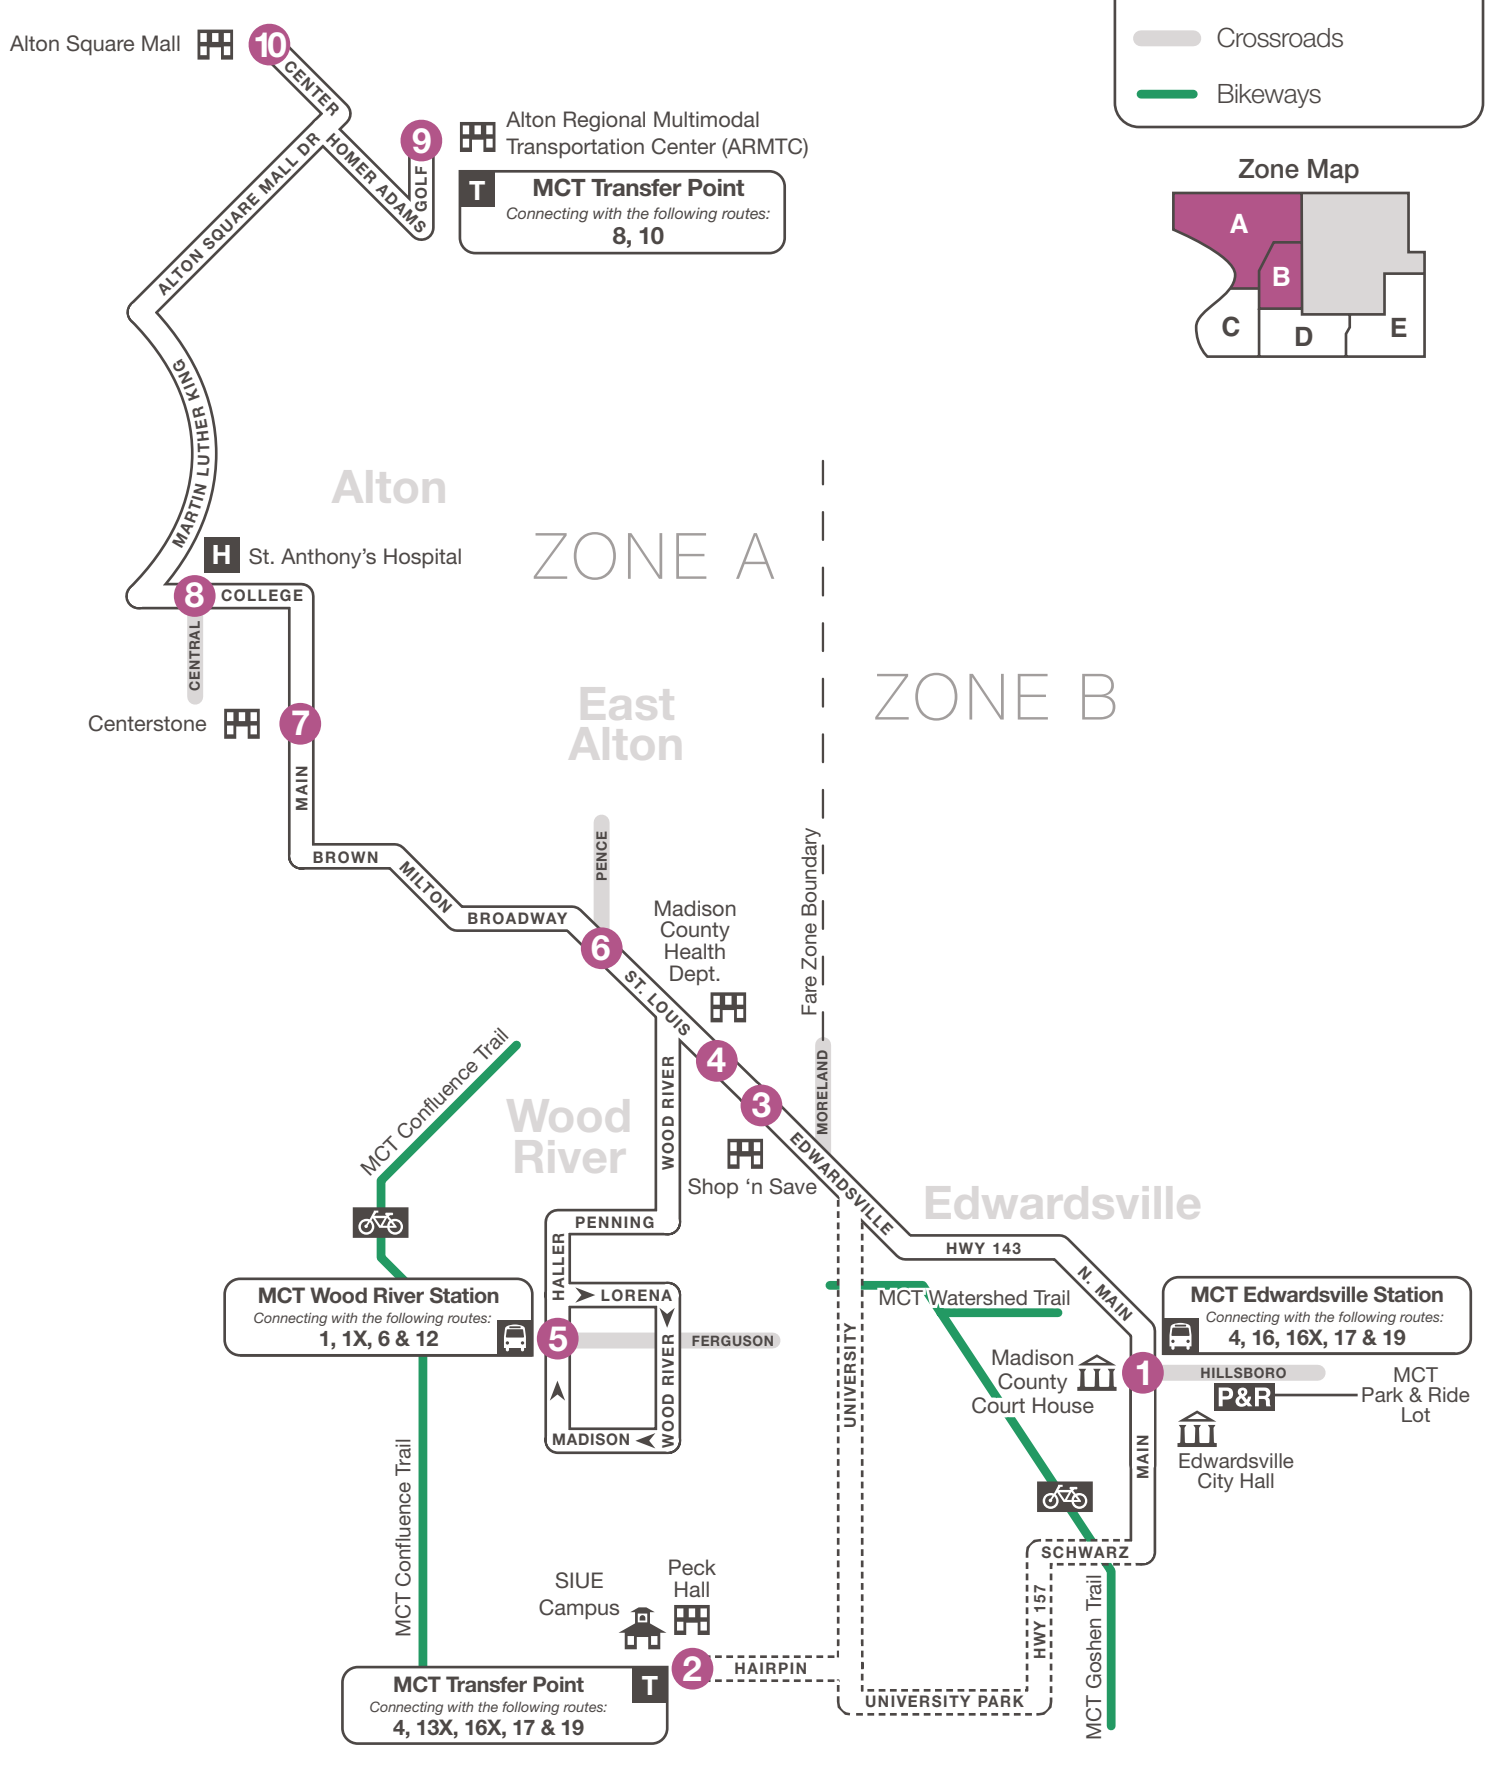 Crossroads
Bikeways
Zone Map
A
B
C
D
E
Alton Square Mall
10
CENTER
9
Alton Regional Multimodal
Transportation Center (ARMTC)
T
MCT Transfer Point
Connecting with the following routes:
8, 10
GOLF
HOMER ADAMS
ALTON SQUARE MALL DR
MARTIN LUTHER KING
Alton
ZONE A
H
St. Anthony's Hospital
8
COLLEGE
CENTRAL
Centerstone
7
MAIN
East
Alton
ZONE B
BROWN
MILTON
BROADWAY
PENCE
6
Madison
County
Health
Dept.
Fare Zone Boundary
ST. LOUIS
4
3
MORELAND
WOOD RIVER
Wood
River
Shop ‘n Save
EDWARDSVILLE
Edwardsville
MCT Confluence Trail
PENNING
HALLER
LORENA
HWY 143
N. MAIN
MCT Wood River Station
Connecting with the following routes:
1, 1X, 6 & 12
5
FERGUSON
WOOD RIVER
MADISON
MCT Watershed Trail
UNIVERSITY
MCT Edwardsville Station
Connecting with the following routes:
4, 16, 16X, 17 & 19
Madison
County
Court House
1
HILLSBORO
P&R
MCT
Park & Ride
Lot
MAIN
Edwardsville
City Hall
MCT Confluence Trail
SCHWARZ
HWY 157
MCT Goshen Trail
SIUE
Campus
Peck
Hall
2
HAIRPIN
UNIVERSITY PARK
MCT Transfer Point
T
Connecting with the following routes:
4, 13X, 16X, 17 & 19